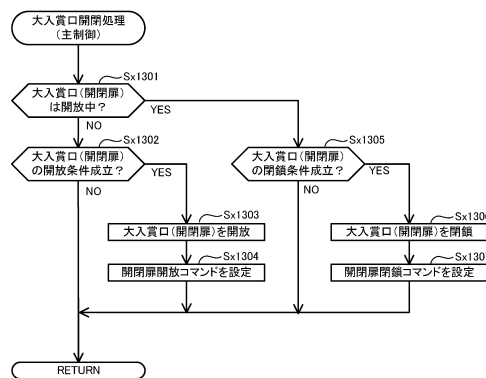 大入賞口開閉処理
(主制御)
Sx1301
大入賞口(開閉扉)
は開放中?
YES
NO
Sx1302
大入賞口(開閉扉)
の開放条件成立?
YES
NO
Sx1305
大入賞口(開閉扉)
の閉鎖条件成立?
YES
NO
Sx1303
大入賞口(開閉扉)を開放
Sx1304
開閉扉開放コマンドを設定
Sx1306
大入賞口(開閉扉)を閉鎖
Sx1307
開閉扉閉鎖コマンドを設定
RETURN